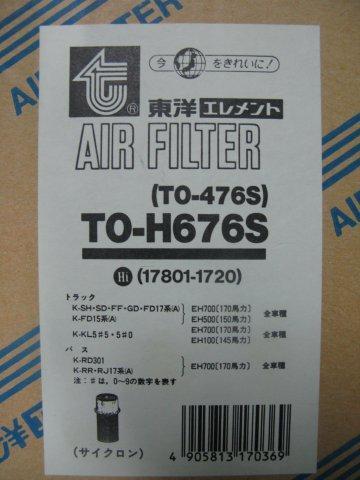 今 をきれいに!
東洋エレメント
AIR FILTER
(TO-476S)
TO-H676S
Hi (17801-1720)
トラック
K-SH・SD・FF・GD・FD17系(A) EH700(170馬力) 全車種
K-FD15系(A) EH500(150馬力)
K-KL5♯5・5♯0 EH700(170馬力) 全車種
EH100(145馬力)
バス
K-RD301
K-RR・RJ17系(A) EH700(170馬力) 全車種
注:♯は,0〜9の数字を表す
(サイクロン)
4 905813 170369